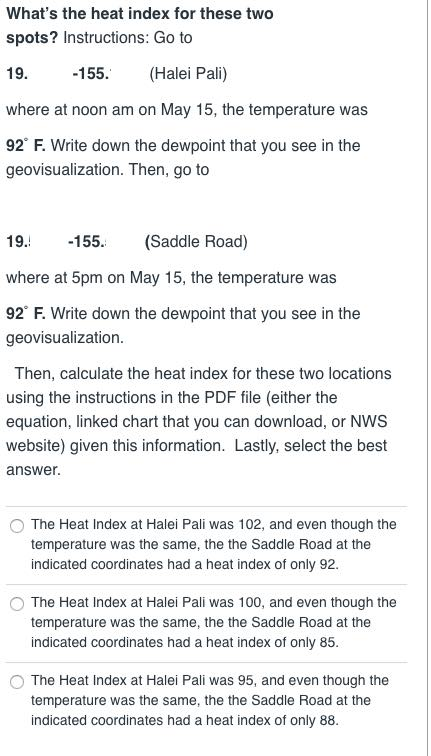 What's the heat index for these two
spots? Instructions: Go to
19. -155. (Halei Pali)
where at noon am on May 15, the temperature was
92° F. Write down the dewpoint that you see in the
geovisualization. Then, go to
19. -155. (Saddle Road)
where at 5pm on May 15, the temperature was
92° F. Write down the dewpoint that you see in the
geovisualization.
Then, calculate the heat index for these two locations
using the instructions in the PDF file (either the
equation, linked chart that you can download, or NWS
website) given this information. Lastly, select the best
answer.
The Heat Index at Halei Pali was 102, and even though the
temperature was the same, the the Saddle Road at the
indicated coordinates had a heat index of only 92.
The Heat Index at Halei Pali was 100, and even though the
temperature was the same, the the Saddle Road at the
indicated coordinates had a heat index of only 85.
The Heat Index at Halei Pali was 95, and even though the
temperature was the same, the the Saddle Road at the
indicated coordinates had a heat index of only 88.